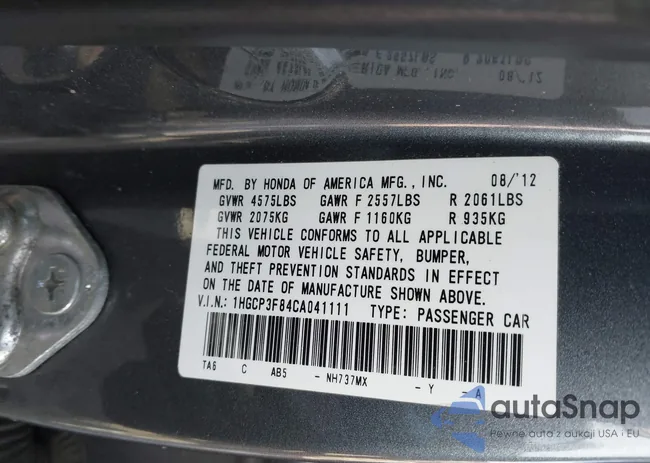 MFD. BY HONDA OF AMERICA MFG., INC. 08/'12
GVWR 4575LBS GAWR F 2557LBS R 2061LBS
GVWR 2075KG GAWR F 1160KG R 935KG
THIS VEHICLE CONFORMS TO ALL APPLICABLE
FEDERAL MOTOR VEHICLE SAFETY, BUMPER,
AND THEFT PREVENTION STANDARDS IN EFFECT
ON THE DATE OF MANUFACTURE SHOWN ABOVE.
V.I.N.: 1HGCP3F84CA041111 TYPE: PASSENGER CAR
TA6 C AB5 - NH737MX - Y - A
autaSnap
Pewne auta z aukcji USA i EU